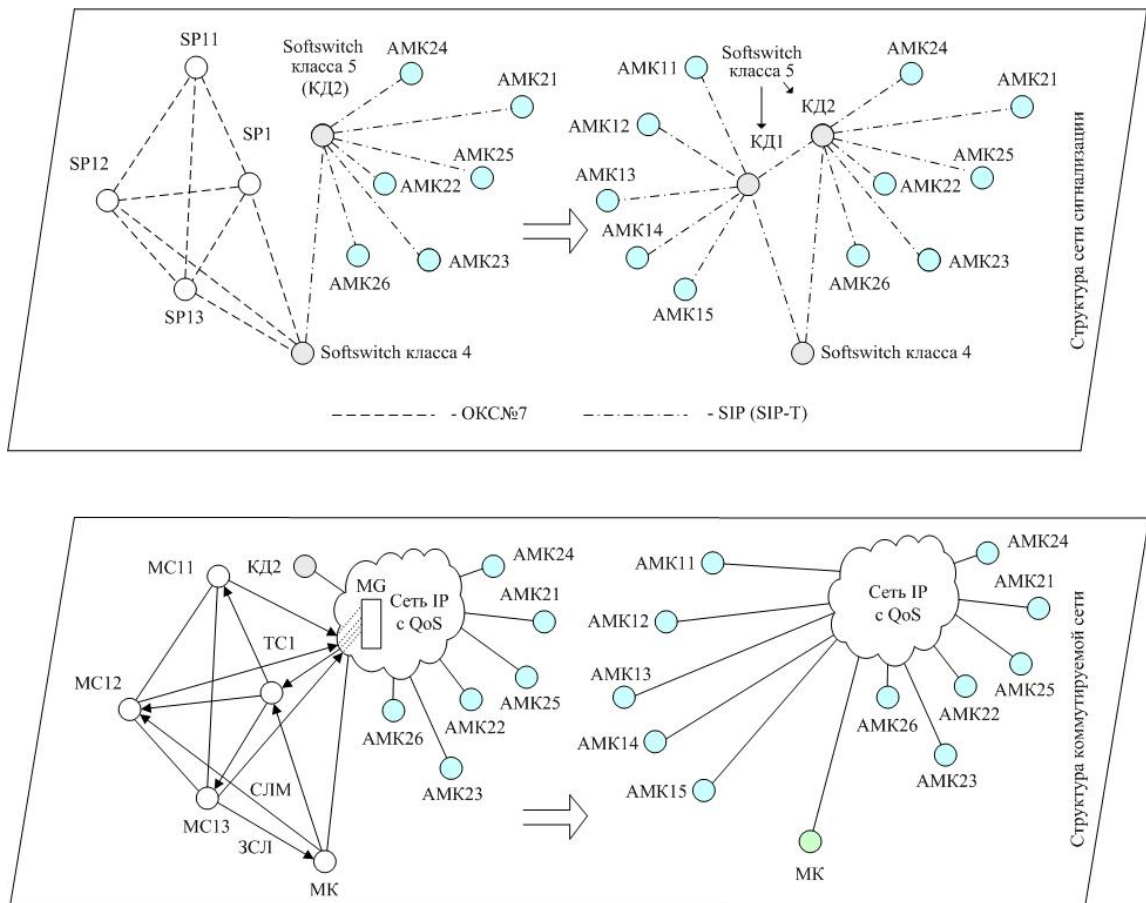 SP11
Softswitch
класса 5
(КД2)
АМК24
АМК21
SP1
SP12
АМК25
АМК22
АМК23
АМК26
SP13
Softswitch класса 4
Softswitch
класса 5
АМК24
АМК11
АМК21
КД2
АМК12
КД1
АМК25
АМК13
АМК22
АМК14
АМК23
АМК26
АМК15
Softswitch класса 4
- ОКС№7
- SIP (SIP-T)
Структура сети сигнализации
КД2
МС11
MG
Сеть IP
с QoS
АМК24
АМК21
ТС1
МС12
АМК25
АМК22
АМК26
АМК23
СЛМ
МС13
ЗСЛ
МК
АМК24
АМК11
Сеть IP
с QoS
АМК21
АМК12
АМК13
АМК25
АМК22
АМК26
АМК14
АМК23
АМК15
МК
Структура коммутируемой сети